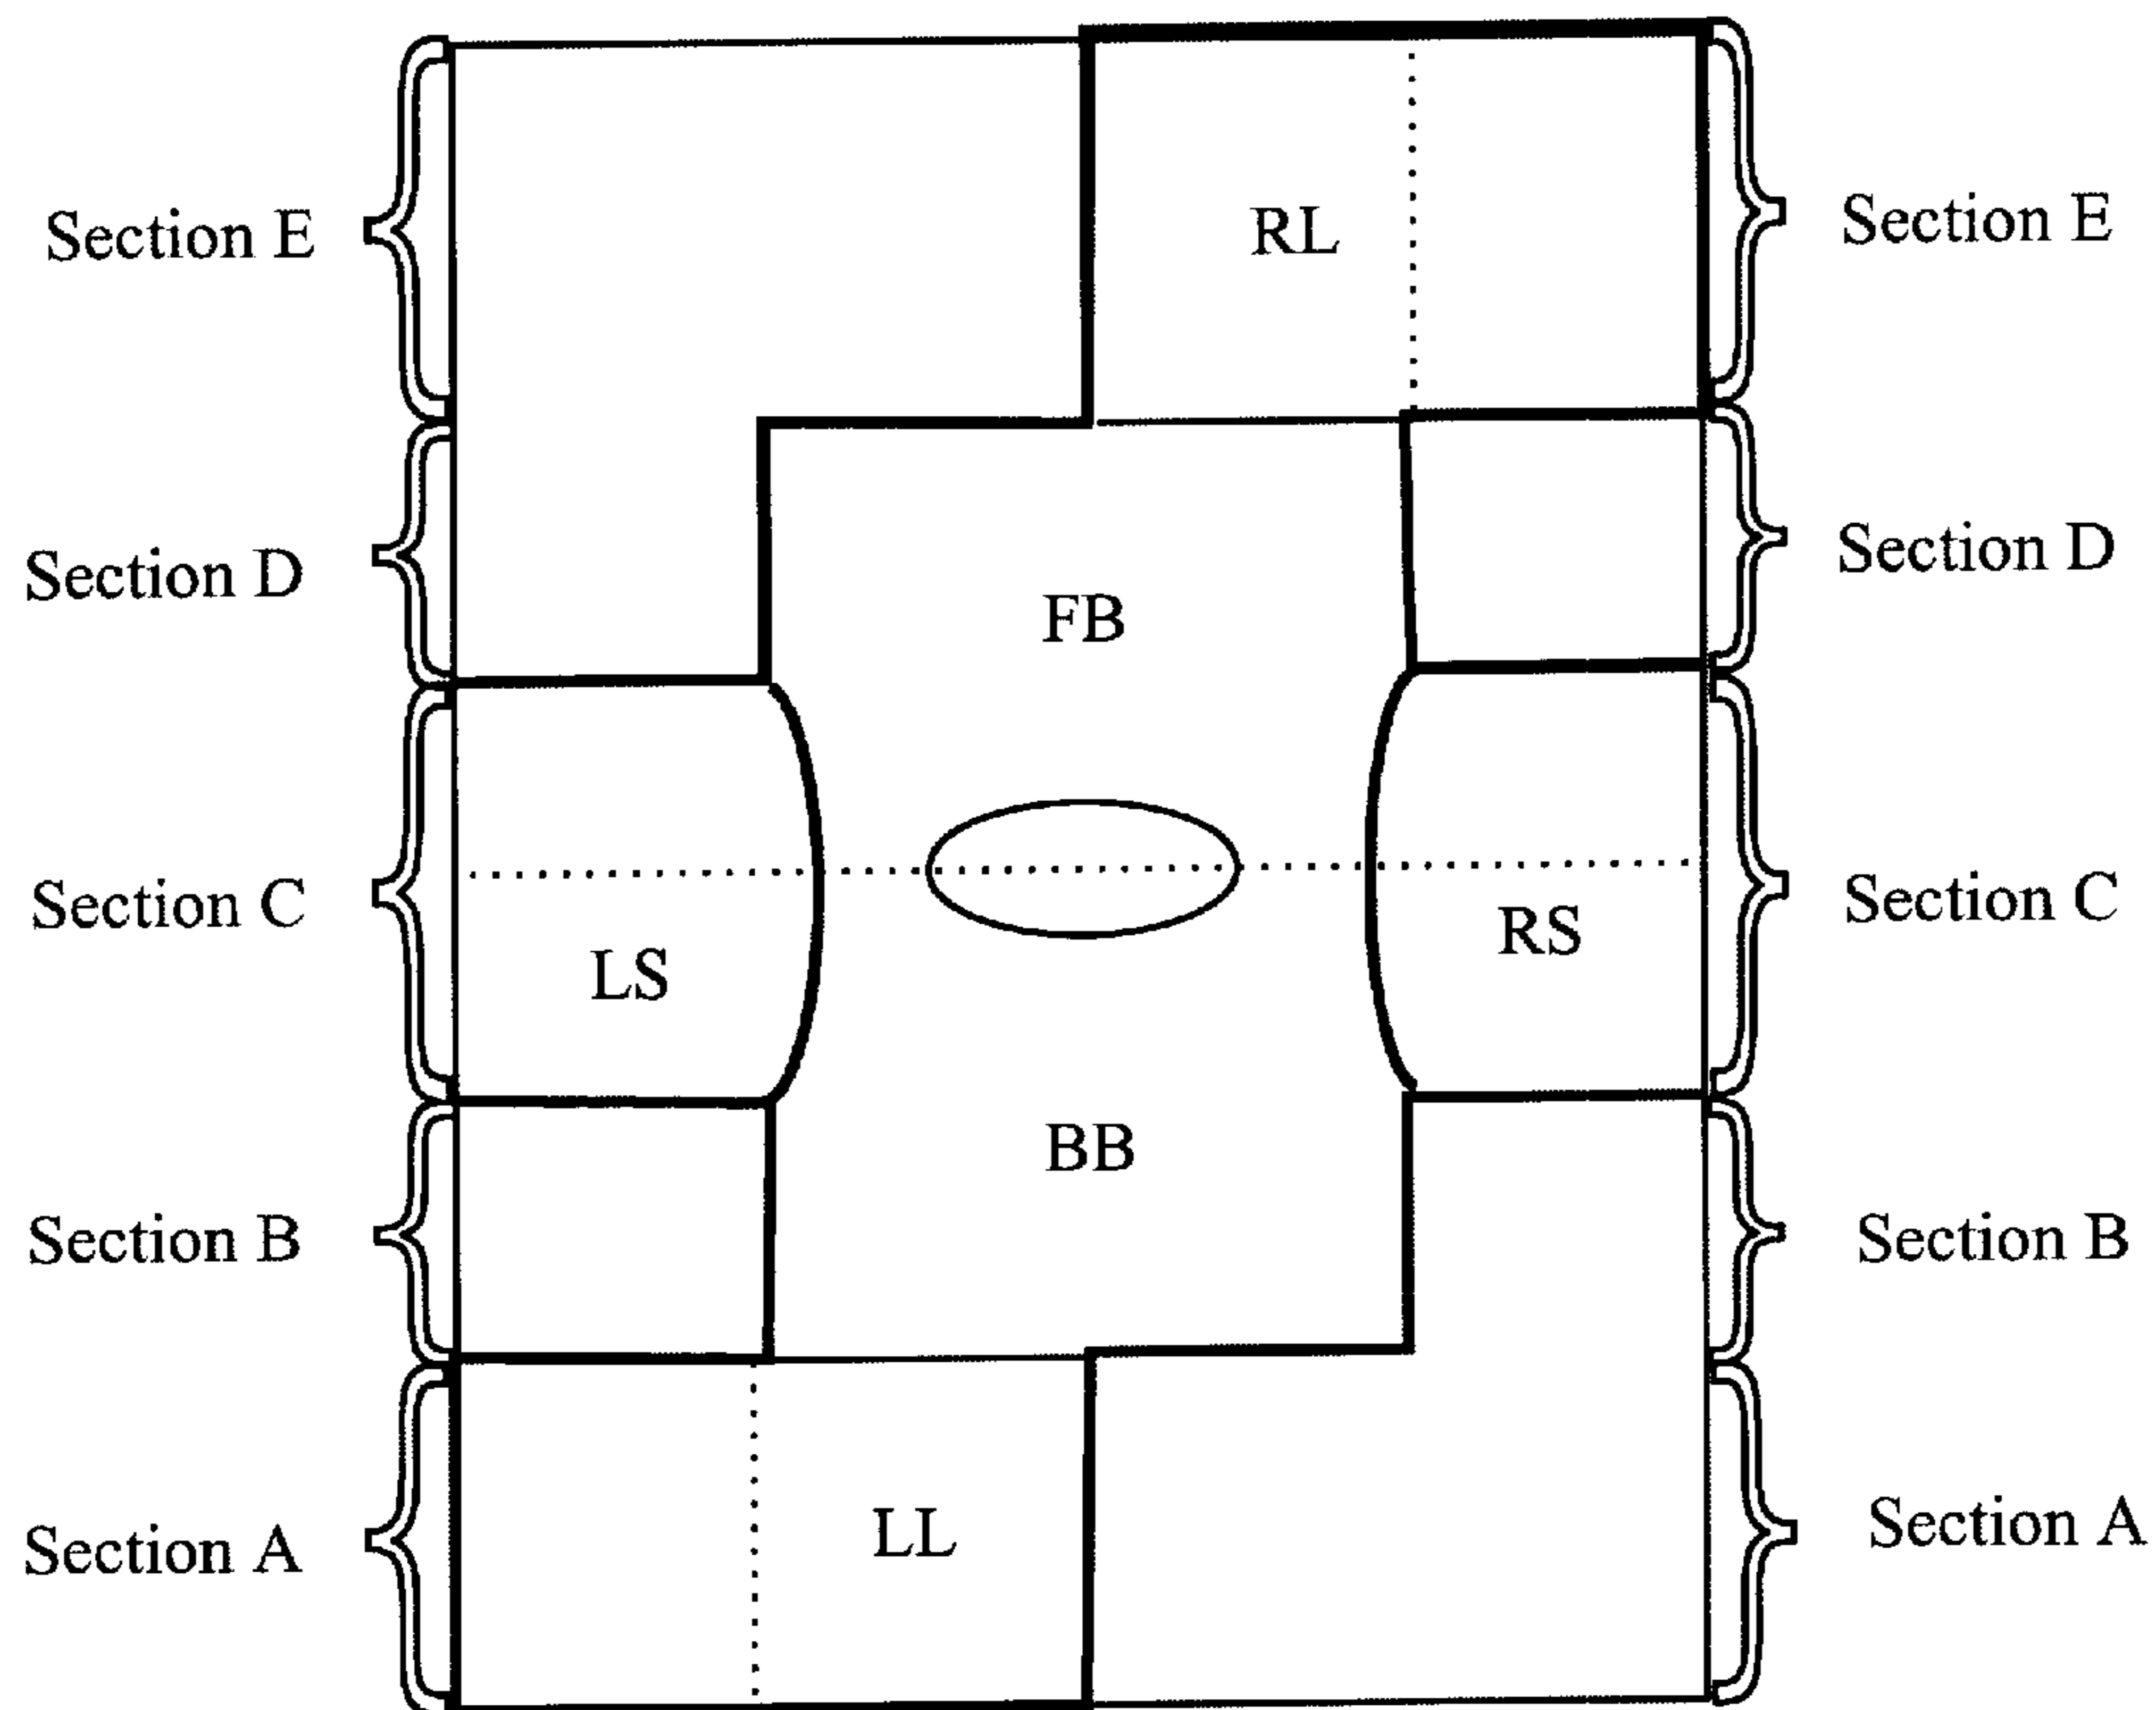 Section E
RL
Section E
Section D
FB
Section D
Section C
LS
RS
Section C
Section B
BB
Section B
Section A
LL
Section A